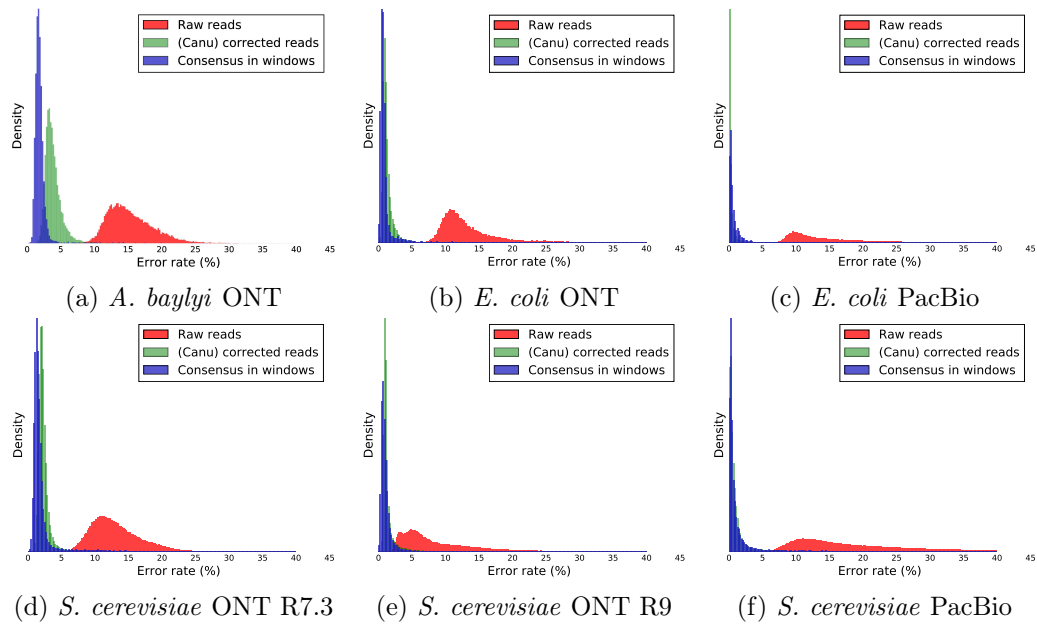 Raw reads
(Canu) corrected reads
Consensus in windows
Density
0 5 10 15 20 25 30 35 40 45
Error rate (%)
(a) A. baylyi ONT
Raw reads
(Canu) corrected reads
Consensus in windows
Density
0 5 10 15 20 25 30 35 40 45
Error rate (%)
(b) E. coli ONT
Raw reads
(Canu) corrected reads
Consensus in windows
Density
0 5 10 15 20 25 30 35 40 45
Error rate (%)
(c) E. coli PacBio
Raw reads
(Canu) corrected reads
Consensus in windows
Density
0 5 10 15 20 25 30 35 40 45
Error rate (%)
(d) S. cerevisiae ONT R7.3
Raw reads
(Canu) corrected reads
Consensus in windows
Density
0 5 10 15 20 25 30 35 40 45
Error rate (%)
(e) S. cerevisiae ONT R9
Raw reads
(Canu) corrected reads
Consensus in windows
Density
0 5 10 15 20 25 30 35 40 45
Error rate (%)
(f) S. cerevisiae PacBio